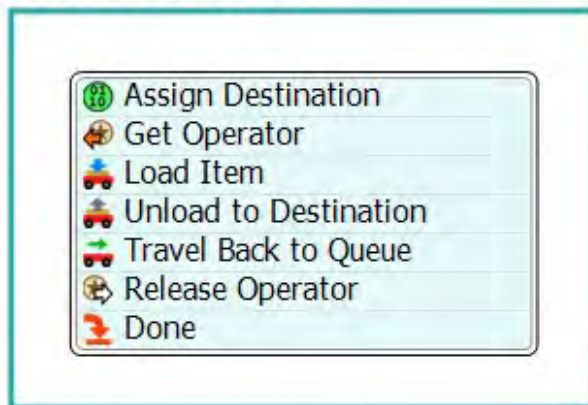 Assign Destination
Get Operator
Load Item
Unload to Destination
Travel Back to Queue
Release Operator
Done